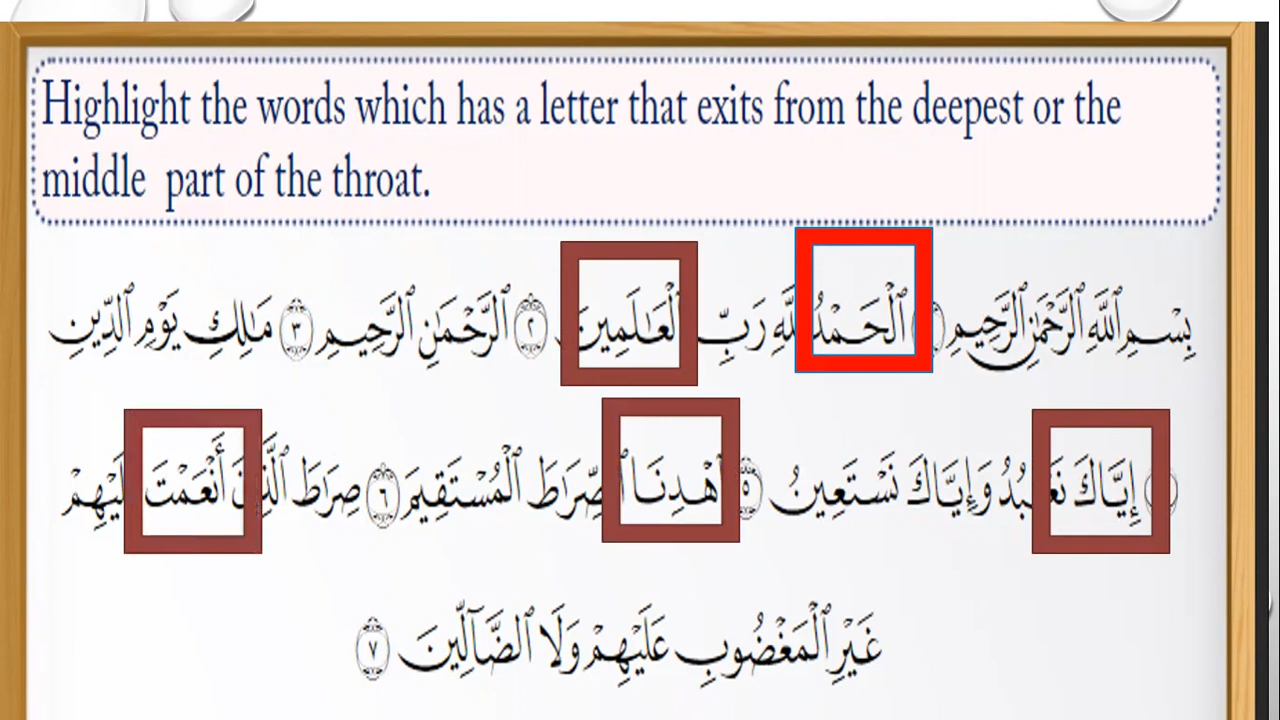 Highlight the words which has a letter that exits from the deepest or the
middle part of the throat.
بِسْمِ ٱللَّهِ ٱلرَّحْمَٰنِ ٱلرَّحِيمِ ٱلْحَمْدُ لِلَّهِ رَبِّ ٱلْعَٰلَمِينَ ٢ ٱلرَّحْمَٰنِ ٱلرَّحِيمِ ٣ مَٰلِكِ يَوْمِ ٱلدِّينِ
إِيَّاكَ نَعْبُدُ وَإِيَّاكَ نَسْتَعِينُ ٥ ٱهْدِنَا ٱلصِّرَٰطَ ٱلْمُسْتَقِيمَ ٦ صِرَٰطَ ٱلَّذِينَ أَنْعَمْتَ عَلَيْهِمْ
غَيْرِ ٱلْمَغْضُوبِ عَلَيْهِمْ وَلَا ٱلضَّآلِّينَ ٧